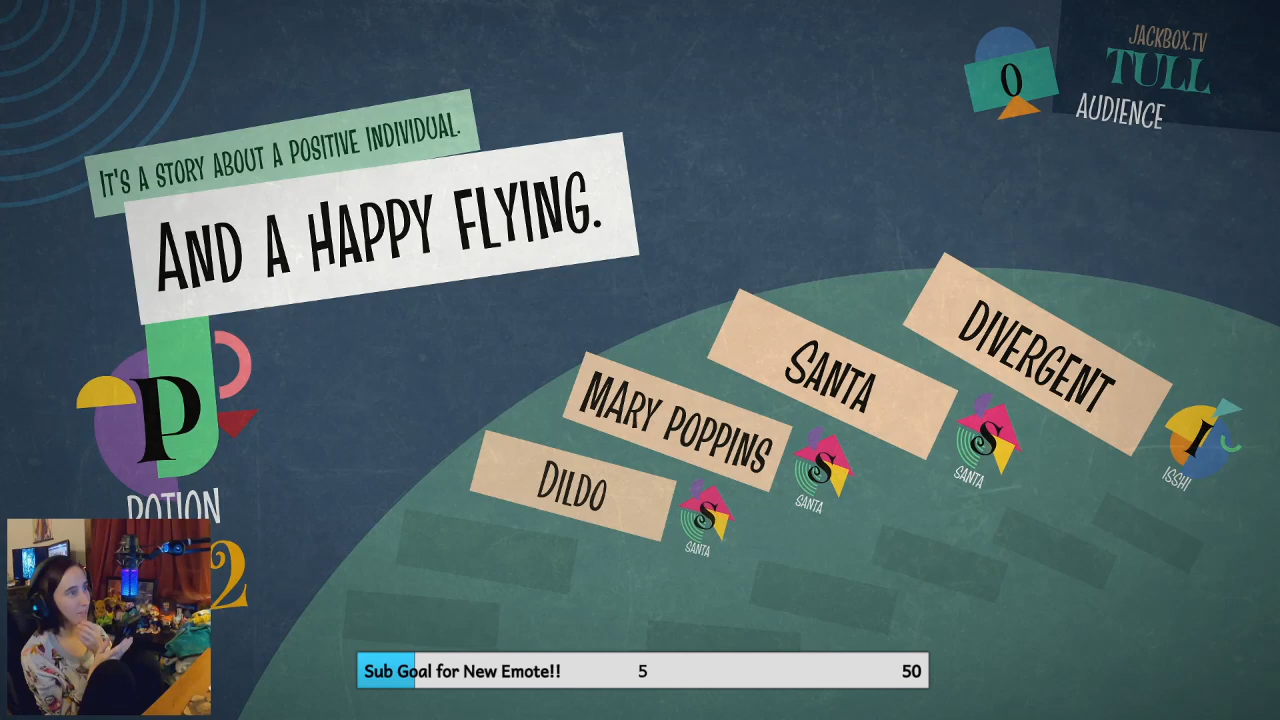 JACKBOX.TV
TULL
0
AUDIENCE
It's a story about a positive individual.
And a happy flying.
P
POTION
2
Divergent
I
ISSHI
Santa
S
SANTA
Mary Poppins
S
SANTA
Dildo
S
SANTA
Sub Goal for New Emote!! 5 50